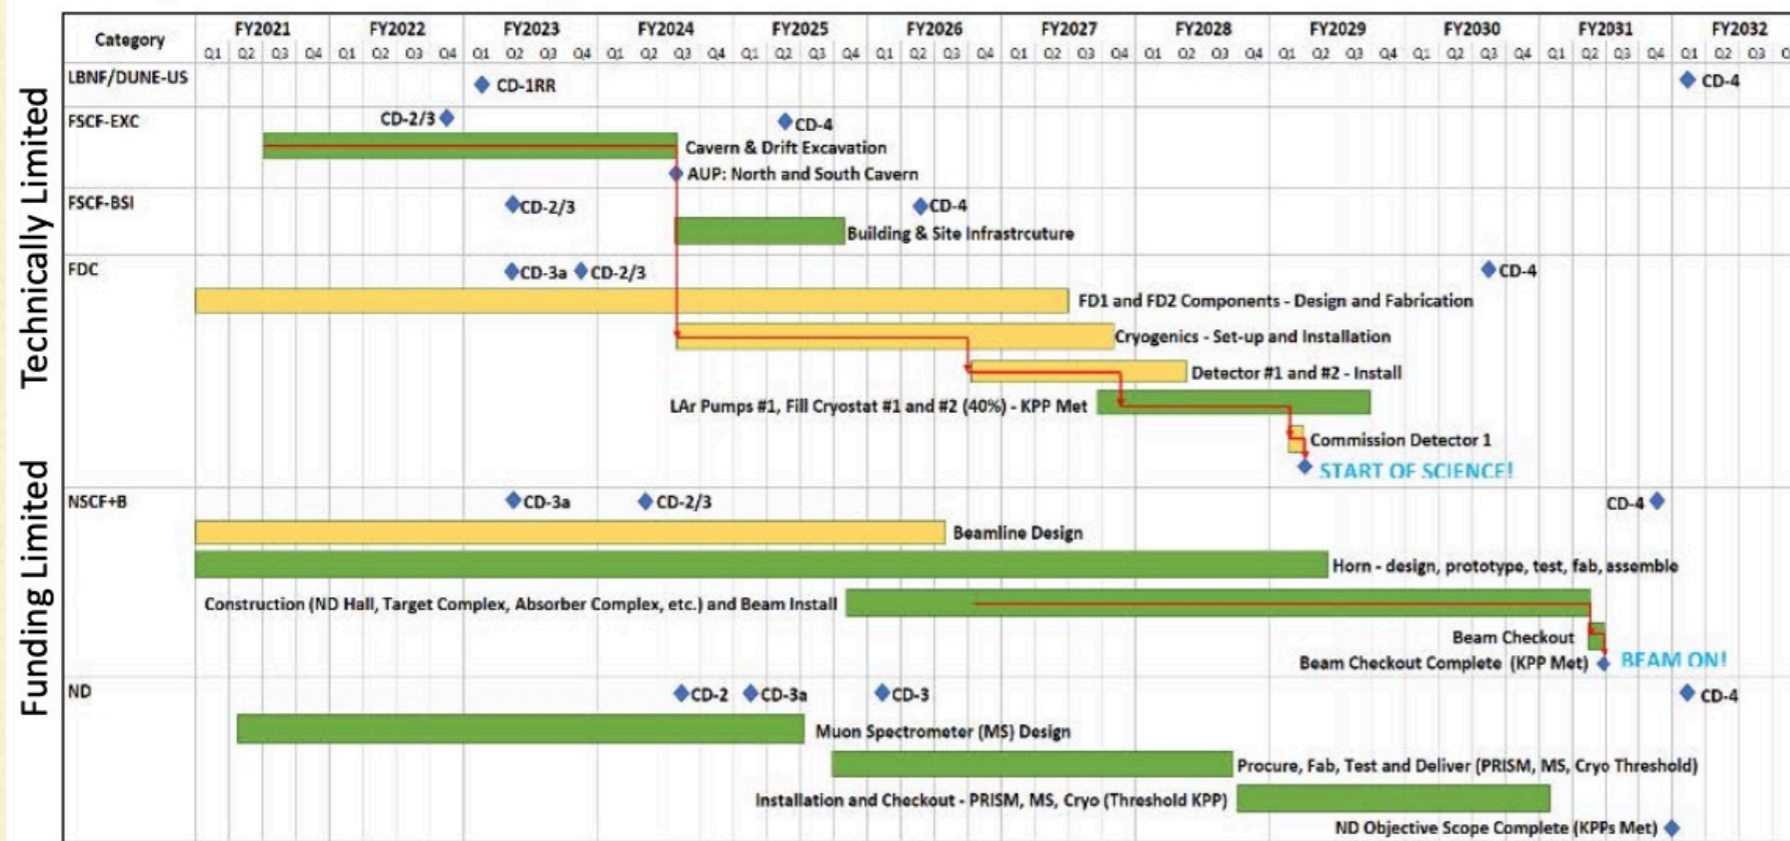 Technically Limited
Funding Limited
Category FY2021 FY2022 FY2023 FY2024 FY2025 FY2026 FY2027 FY2028 FY2029 FY2030 FY2031 FY2032
Q1 Q2 Q3 Q4 Q1 Q2 Q3 Q4 Q1 Q2 Q3 Q4 Q1 Q2 Q3 Q4 Q1 Q2 Q3 Q4 Q1 Q2 Q3 Q4 Q1 Q2 Q3 Q4 Q1 Q2 Q3 Q4 Q1 Q2 Q3 Q4 Q1 Q2 Q3 Q4 Q1 Q2 Q3 Q4 Q1 Q2 Q3
LBNF/DUNE-US CD-1RR CD-4
FSCF-EXC CD-2/3 CD-4
Cavern & Drift Excavation
AUP: North and South Cavern
FSCF-BSI CD-2/3 CD-4
Building & Site Infrastrcuture
FDC CD-3a CD-2/3 CD-4
FD1 and FD2 Components - Design and Fabrication
Cryogenics - Set-up and Installation
Detector #1 and #2 - Install
LAr Pumps #1, Fill Cryostat #1 and #2 (40%) - KPP Met
Commission Detector 1
START OF SCIENCE!
NSCF+B CD-3a CD-2/3 CD-4
Beamline Design
Horn - design, prototype, test, fab, assemble
Construction (ND Hall, Target Complex, Absorber Complex, etc.) and Beam Install
Beam Checkout
Beam Checkout Complete (KPP Met) BEAM ON!
ND CD-2 CD-3a CD-3 CD-4
Muon Spectrometer (MS) Design
Procure, Fab, Test and Deliver (PRISM, MS, Cryo Threshold)
Installation and Checkout - PRISM, MS, Cryo (Threshold KPP)
ND Objective Scope Complete (KPPs Met)